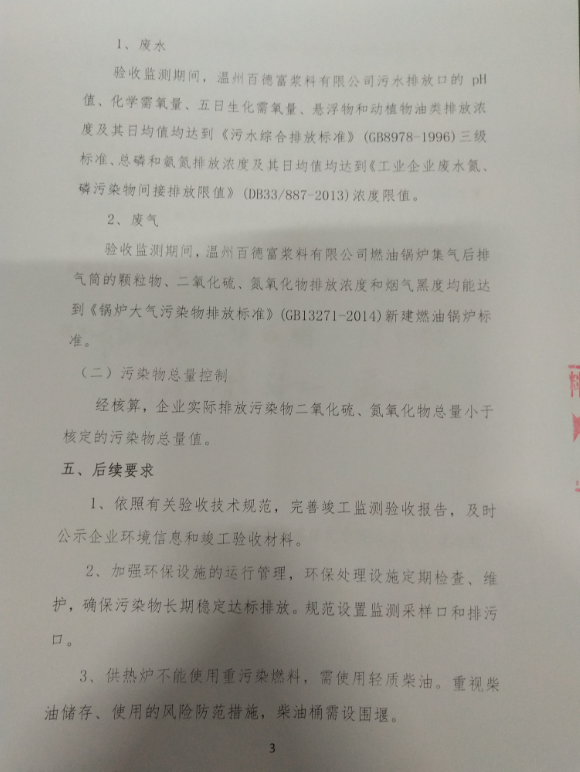 1、废水
验收监测期间，温州百德富浆料有限公司污水排放口的 pH
值、化学需氧量、五日生化需氧量、悬浮物和动植物油类排放浓
度及其日均值均达到《污水综合排放标准》(GB8978-1996)三级
标准、总磷和氨氮排放浓度及其日均值均达到《工业企业废水氮、
磷污染物间接排放限值》(DB33/887-2013)浓度限值。
2、废气
验收监测期间，温州百德富浆料有限公司燃油锅炉集气后排
气筒的颗粒物、二氧化硫、氮氧化物排放浓度和烟气黑度均能达
到《锅炉大气污染物排放标准》(GB13271-2014)新建燃油锅炉标
准。
（二）污染物总量控制
经核算，企业实际排放污染物二氧化硫、氮氧化物总量小于
核定的污染物总量值。
五、后续要求
1、依照有关验收技术规范，完善竣工监测验收报告，及时
公示企业环境信息和竣工验收材料。
2、加强环保设施的运行管理，环保处理设施定期检查、维
护，确保污染物长期稳定达标排放。规范设置监测采样口和排污
口。
3、供热炉不能使用重污染燃料，需使用轻质柴油。重视柴
油储存、使用的风险防范措施，柴油桶需设围堰。
3